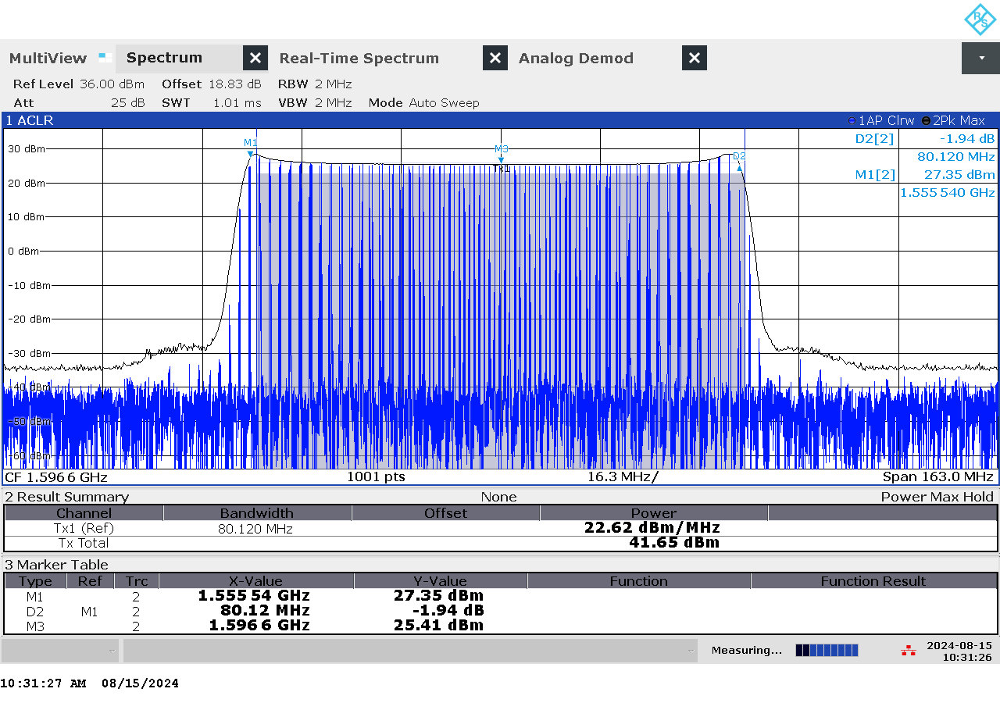 R S
MultiView Spectrum Real-Time Spectrum Analog Demod
Ref Level 36.00 dBm Offset 18.83 dB RBW 2 MHz
Att 25 dB SWT 1.01 ms VBW 2 MHz Mode Auto Sweep
1 ACLR 1AP Clrw 2Pk Max
D2[2] -1.94 dB
80.120 MHz
M1[2] 27.35 dBm
1.555 540 GHz
M1 M3 D2
Tx1
30 dBm
20 dBm
10 dBm
0 dBm
-10 dBm
-20 dBm
-30 dBm
-40 dBm
-50 dBm
-60 dBm
CF 1.596 6 GHz 1001 pts 16.3 MHz/ Span 163.0 MHz
2 Result Summary None Power Max Hold
Channel Bandwidth Offset Power
Tx1 (Ref) 80.120 MHz 22.62 dBm/MHz
Tx Total 41.65 dBm
3 Marker Table
Type Ref Trc X-Value Y-Value Function Function Result
M1 2 1.555 54 GHz 27.35 dBm
D2 M1 2 80.12 MHz -1.94 dB
M3 2 1.596 6 GHz 25.41 dBm
Measuring... 2024-08-15
10:31:26
10:31:27 AM 08/15/2024